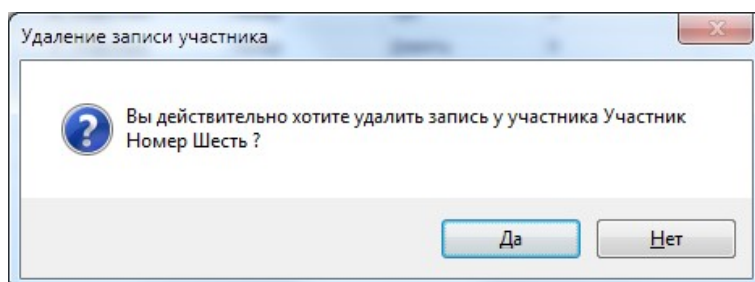 Удаление записи участника
Вы действительно хотите удалить запись у участника Участник
Номер Шесть ?
Да
Нет